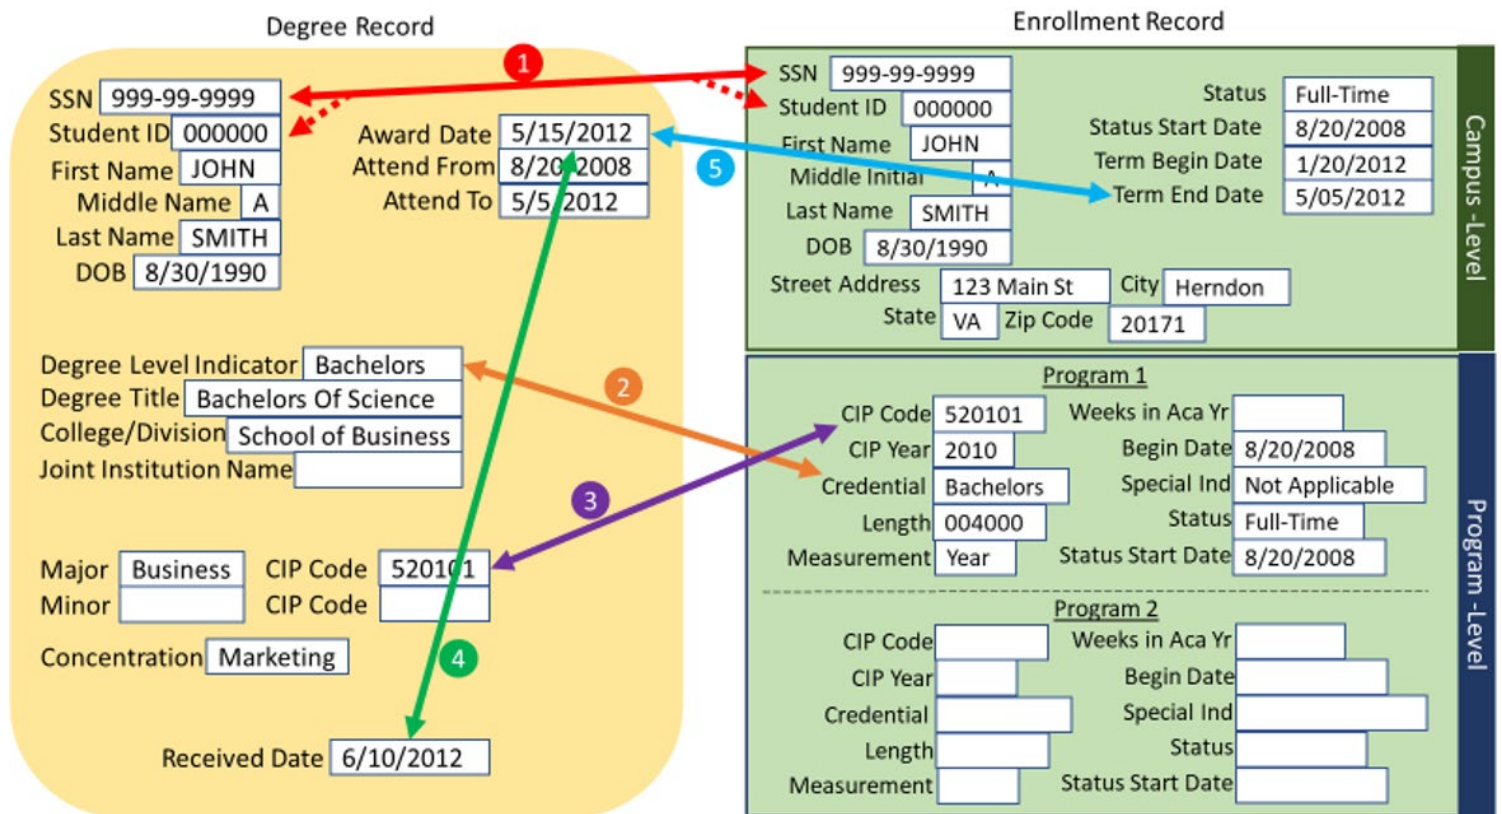 Degree Record
SSN 999-99-9999
Student ID 000000
First Name JOHN
Middle Name A
Last Name SMITH
DOB 8/30/1990
Award Date 5/15/2012
Attend From 8/20/2008
Attend To 5/5/2012
Degree Level Indicator Bachelors
Degree Title Bachelors Of Science
College/Division School of Business
Joint Institution Name
Major Business CIP Code 520101
Minor CIP Code
Concentration Marketing
Received Date 6/10/2012
1
2
3
4
5
Enrollment Record
SSN 999-99-9999
Student ID 000000
First Name JOHN
Middle Initial A
Last Name SMITH
DOB 8/30/1990
Status Full-Time
Status Start Date 8/20/2008
Term Begin Date 1/20/2012
Term End Date 5/05/2012
Street Address 123 Main St City Herndon
State VA Zip Code 20171
Campus -Level
Program 1
CIP Code 520101 Weeks in Aca Yr
CIP Year 2010 Begin Date 8/20/2008
Credential Bachelors Special Ind Not Applicable
Length 004000 Status Full-Time
Measurement Year Status Start Date 8/20/2008
Program 2
CIP Code Weeks in Aca Yr
CIP Year Begin Date
Credential Special Ind
Length Status
Measurement Status Start Date
Program -Level